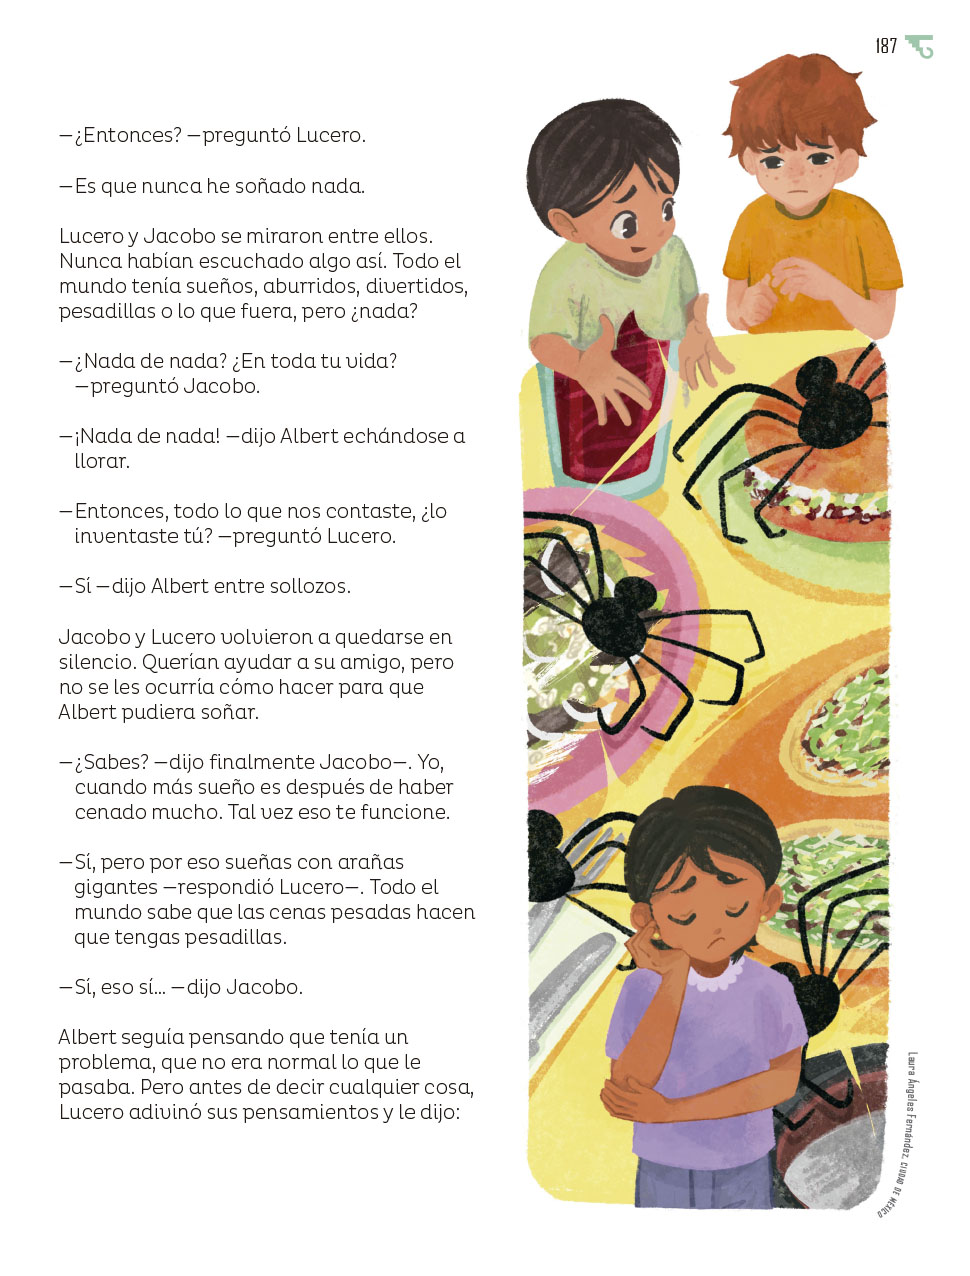 187
—¿Entonces? —preguntó Lucero.
—Es que nunca he soñado nada.
Lucero y Jacobo se miraron entre ellos.
Nunca habían escuchado algo así. Todo el
mundo tenía sueños, aburridos, divertidos,
pesadillas o lo que fuera, pero ¿nada?
—¿Nada de nada? ¿En toda tu vida?
—preguntó Jacobo.
—¡Nada de nada! —dijo Albert echándose a
llorar.
—Entonces, todo lo que nos contaste, ¿lo
inventaste tú? —preguntó Lucero.
—Sí —dijo Albert entre sollozos.
Jacobo y Lucero volvieron a quedarse en
silencio. Querían ayudar a su amigo, pero
no se les ocurría cómo hacer para que
Albert pudiera soñar.
—¿Sabes? —dijo finalmente Jacobo—. Yo,
cuando más sueño es después de haber
cenado mucho. Tal vez eso te funcione.
—Sí, pero por eso sueñas con arañas
gigantes —respondió Lucero—. Todo el
mundo sabe que las cenas pesadas hacen
que tengas pesadillas.
—Sí, eso sí... —dijo Jacobo.
Albert seguía pensando que tenía un
problema, que no era normal lo que le
pasaba. Pero antes de decir cualquier cosa,
Lucero adivinó sus pensamientos y le dijo:
Laura Ángeles Fernández, CIUDAD DE MÉXICO